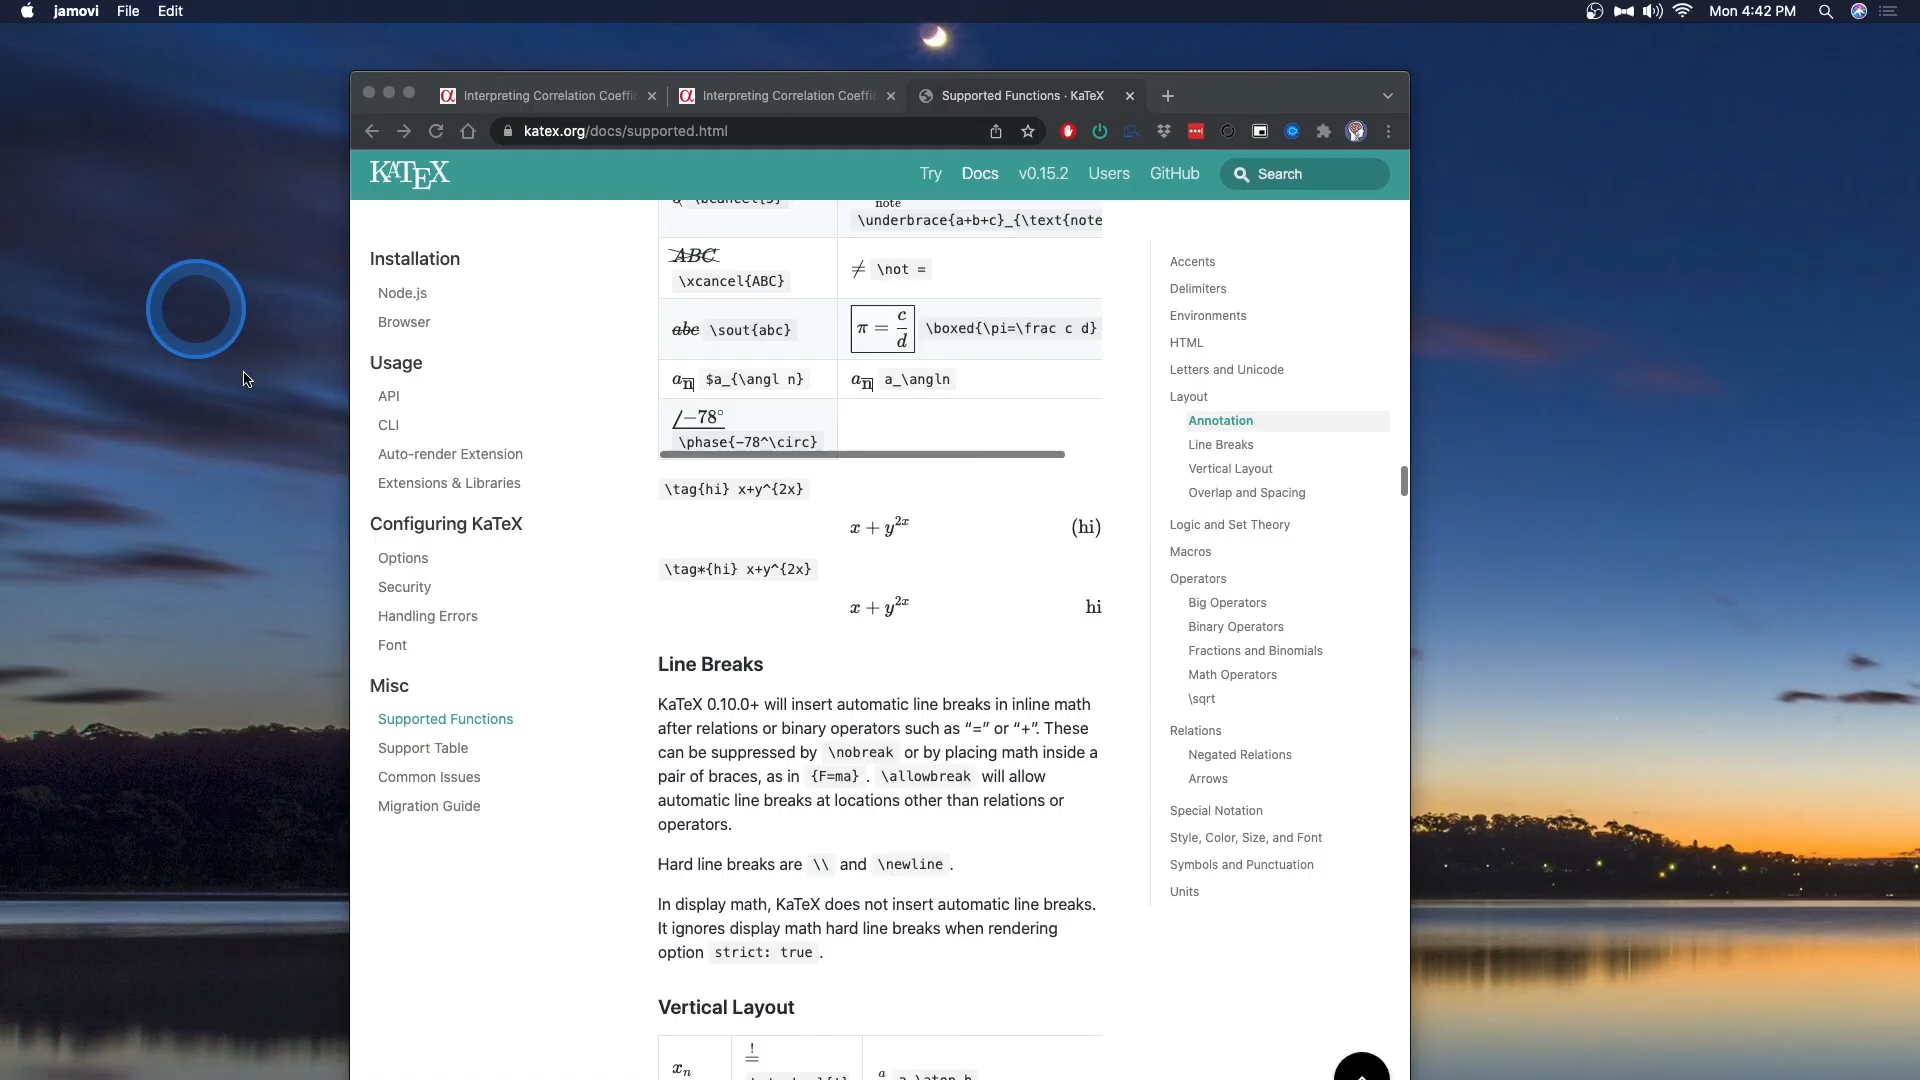 jamovi File Edit
Mon 4:42 PM
Interpreting Correlation Coeffic
Interpreting Correlation Coeffic
Supported Functions · KaTeX
katex.org/docs/supported.html
KATEX
Try Docs v0.15.2 Users GitHub Search
Installation
Node.js
Browser
Usage
API
CLI
Auto-render Extension
Extensions & Libraries
Configuring KaTeX
Options
Security
Handling Errors
Font
Misc
Supported Functions
Support Table
Common Issues
Migration Guide
note
\underbrace{a+b+c}_{\text{note
ABC
\xcancel{ABC}
≠ \not =
abc \sout{abc}
π = c/d \boxed{\pi=\frac c d}
a_n $a_{\angl n}
a_n a_\angln
∠−78°
\phase{-78^\circ}
\tag{hi} x+y^{2x}
x + y^{2x} (hi)
\tag*{hi} x+y^{2x}
x + y^{2x} hi
Line Breaks
KaTeX 0.10.0+ will insert automatic line breaks in inline math
after relations or binary operators such as “=” or “+”. These
can be suppressed by \nobreak or by placing math inside a
pair of braces, as in {F=ma} . \allowbreak will allow
automatic line breaks at locations other than relations or
operators.
Hard line breaks are \\ and \newline .
In display math, KaTeX does not insert automatic line breaks.
It ignores display math hard line breaks when rendering
option strict: true .
Vertical Layout
x_n
!
=
a
Accents
Delimiters
Environments
HTML
Letters and Unicode
Layout
Annotation
Line Breaks
Vertical Layout
Overlap and Spacing
Logic and Set Theory
Macros
Operators
Big Operators
Binary Operators
Fractions and Binomials
Math Operators
\sqrt
Relations
Negated Relations
Arrows
Special Notation
Style, Color, Size, and Font
Symbols and Punctuation
Units